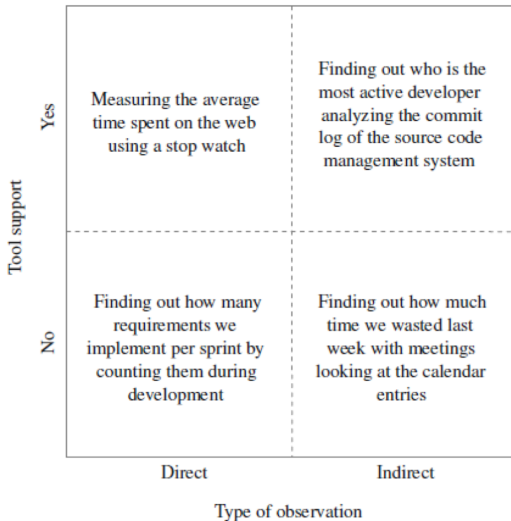 Measuring the average
time spent on the web
using a stop watch
Finding out who is the
most active developer
analyzing the commit
log of the source code
management system
Yes
Tool support
Finding out how many
requirements we
implement per sprint by
counting them during
development
Finding out how much
time we wasted last
week with meetings
looking at the calendar
entries
No
Direct
Indirect
Type of observation